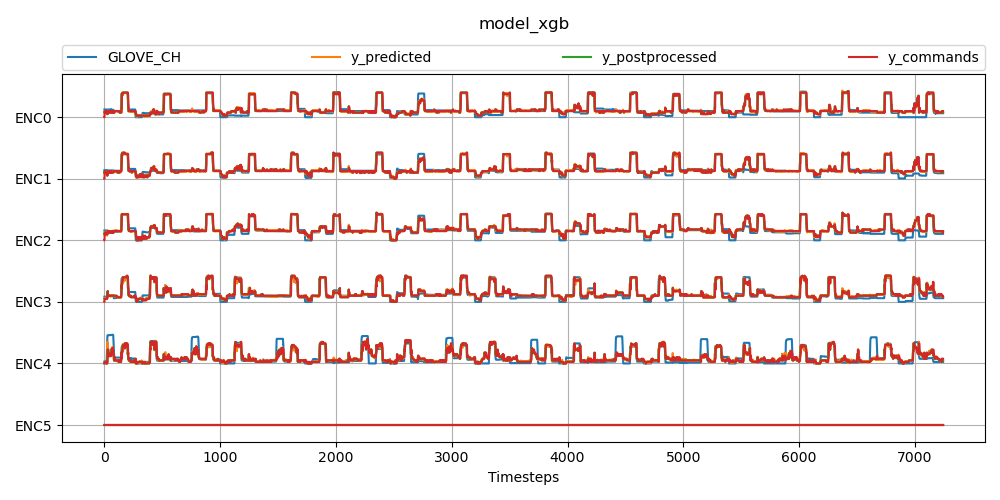 model_xgb
GLOVE_CH y_predicted y_postprocessed y_commands
ENC0
ENC1
ENC2
ENC3
ENC4
ENC5
0 1000 2000 3000 4000 5000 6000 7000
Timesteps